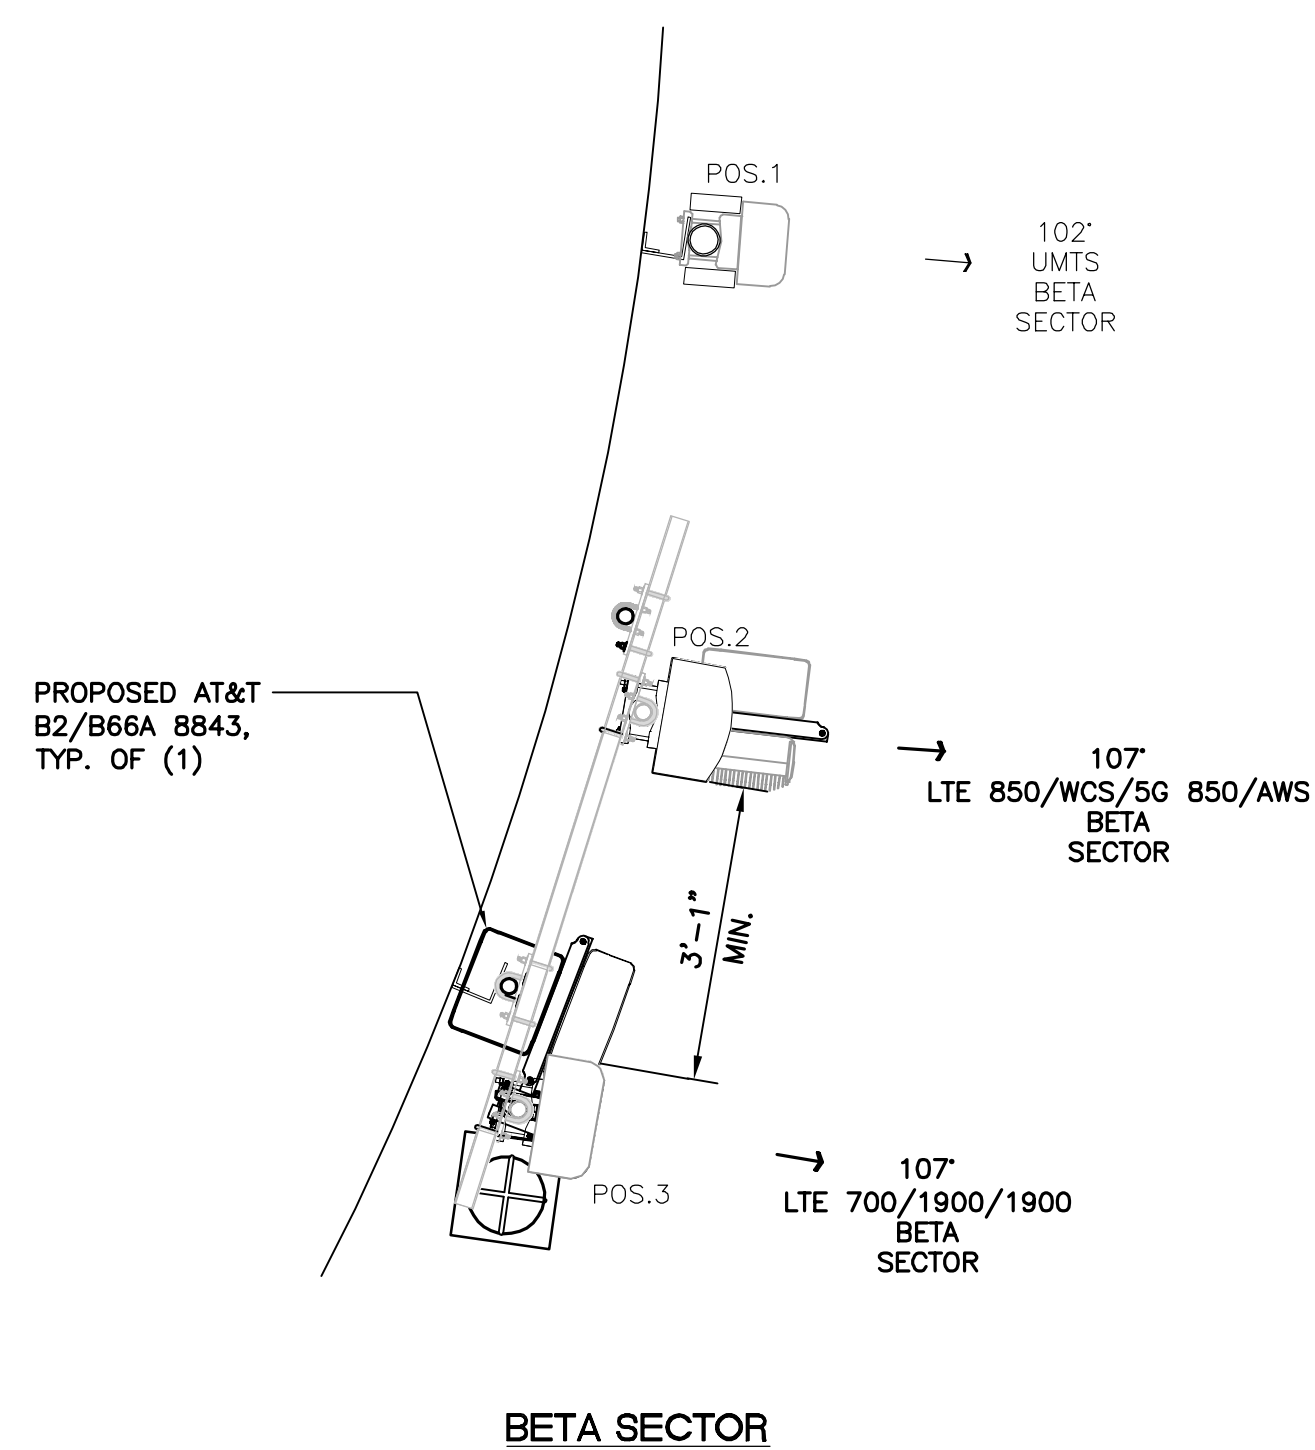 POS.1
102°
UMTS
BETA
SECTOR
POS.2
PROPOSED AT&T
B2/B66A 8843,
TYP. OF (1)
107°
LTE 850/WCS/5G 850/AWS
BETA
SECTOR
3'-1"
MIN.
107°
LTE 700/1900/1900
BETA
SECTOR
POS.3
BETA SECTOR